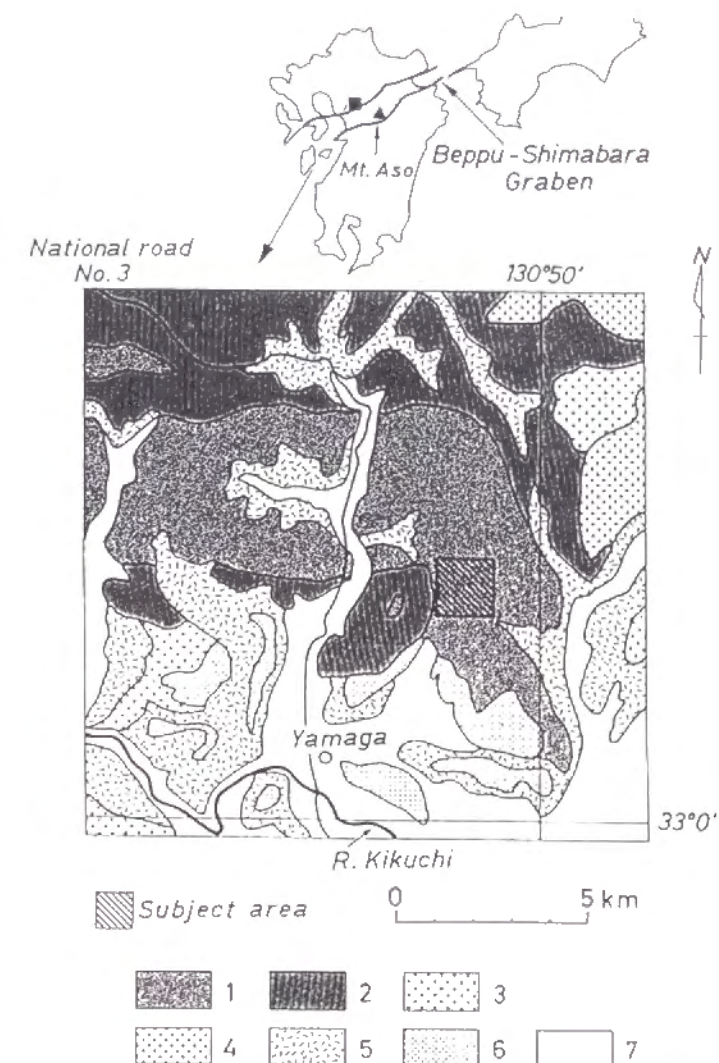 Mt. Aso
Beppu-Shimabara
Graben
National road
No. 3
130°50'
N
Yamaga
33°0'
R. Kikuchi
Subject area
0 5 km
1 2 3
4 5 6 7